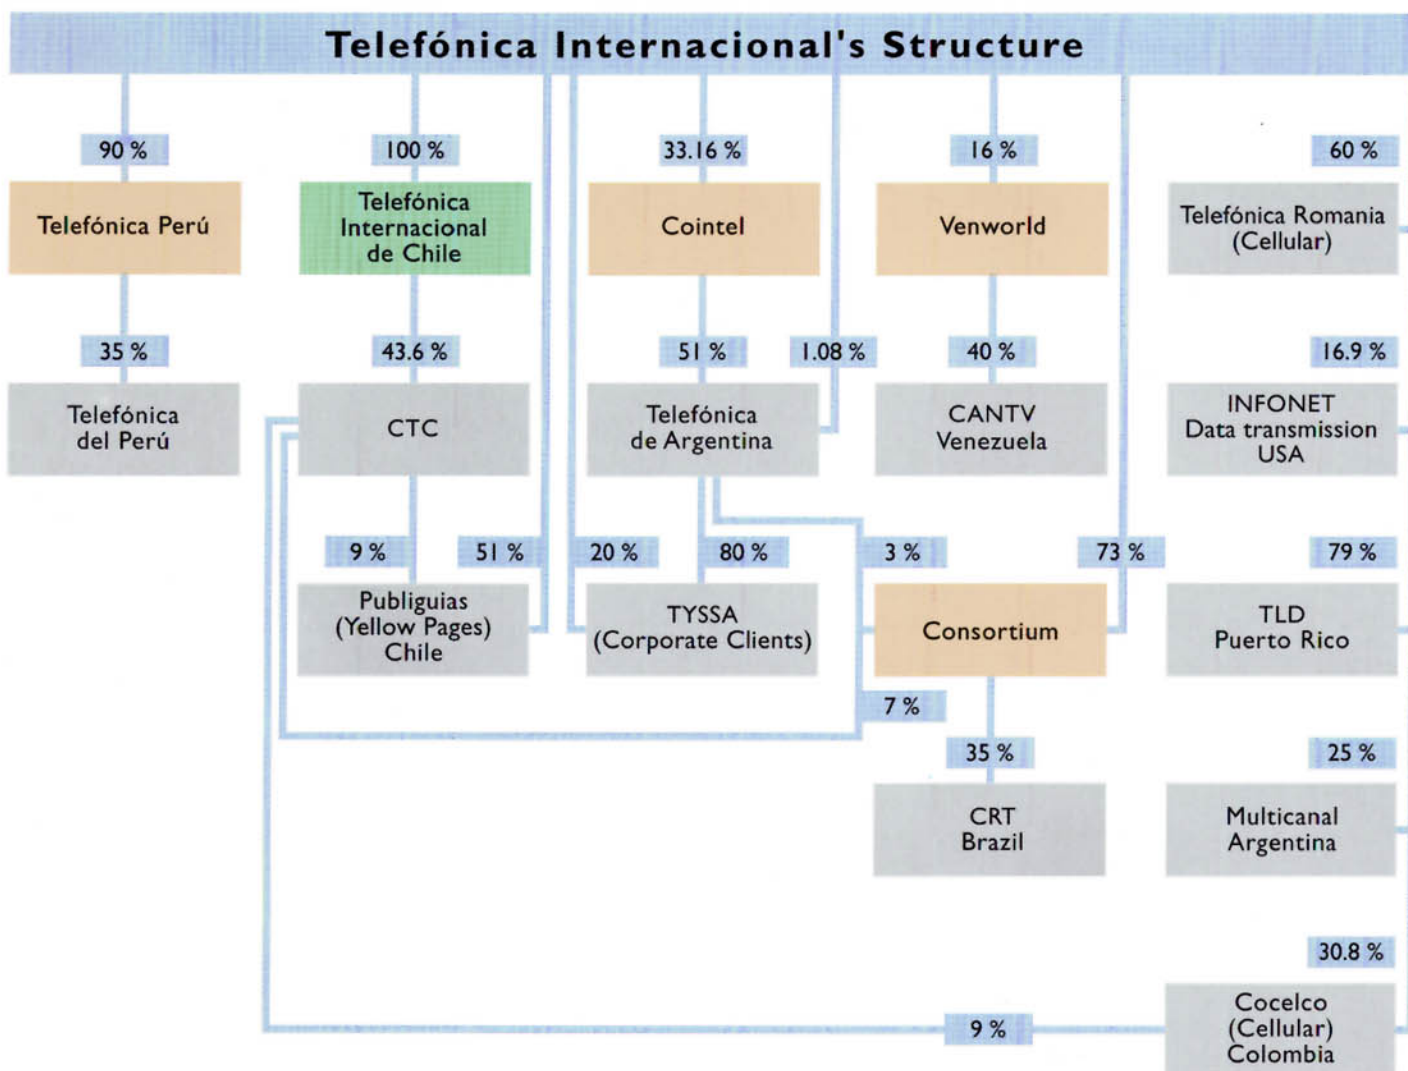 Telefónica Internacional's Structure
90 %
100 %
33.16 %
16 %
60 %
Telefónica Perú
Telefónica
Internacional
de Chile
Cointel
Venworld
Telefónica Romania
(Cellular)
35 %
43.6 %
51 %
1.08 %
40 %
16.9 %
Telefónica
del Perú
CTC
Telefónica
de Argentina
CANTV
Venezuela
INFONET
Data transmission
USA
9 %
51 %
20 %
80 %
3 %
73 %
79 %
Publiguias
(Yellow Pages)
Chile
TYSSA
(Corporate Clients)
Consortium
TLD
Puerto Rico
7 %
35 %
25 %
CRT
Brazil
Multicanal
Argentina
30.8 %
9 %
Cocelco
(Cellular)
Colombia